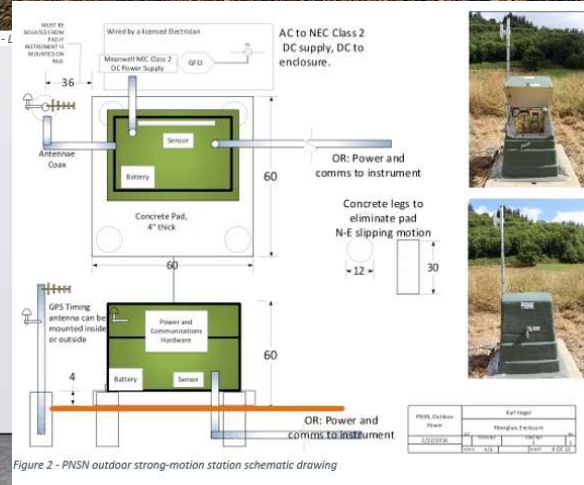 MUST BE
ISOLATED FROM
PAD IF
INSTRUMENT IS
MOUNTED ON
PAD.
Wired by a licensed Electrician
Meanwell NEC Class 2
DC Power Supply
GFCI
AC to NEC Class 2
DC supply, DC to
enclosure.
36
Antennae
Coax
Sensor
Battery
60
OR: Power and
comms to instrument
Concrete Pad,
4" thick
60
Concrete legs to
eliminate pad
N-E slipping motion
12
30
GPS Timing
antenna can be
mounted inside
or outside
Power and
Communications
Hardware
60
4
Battery
Sensor
OR: Power and
comms to instrument
PNSN, Outdoor
Power
Karl Hagel
Fiberglass Enclosure
2/22/2016
SCALE
N/A
SHEET
4 OF 13
Figure 2 - PNSN outdoor strong-motion station schematic drawing